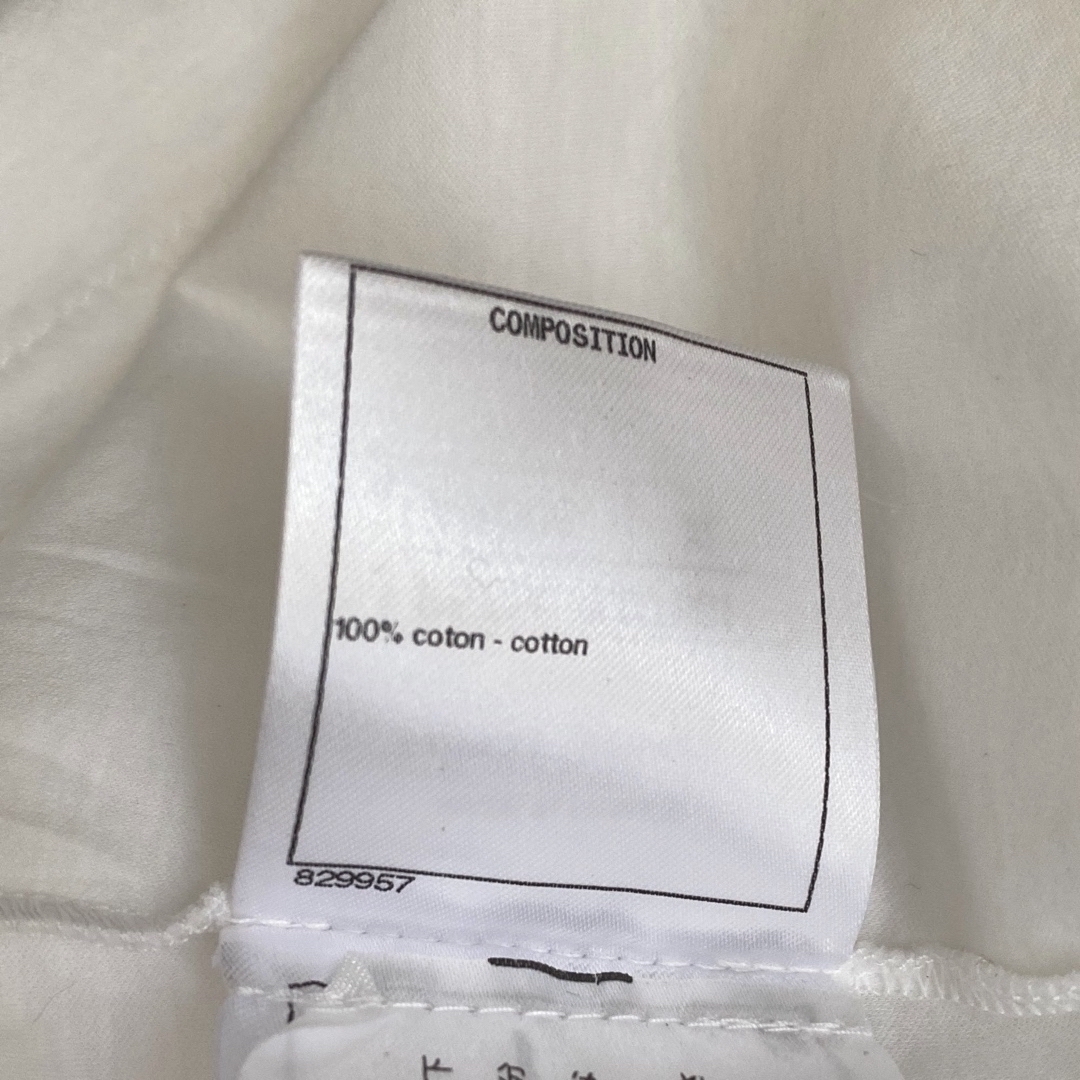 COMPOSITION
100% coton - cotton
829957